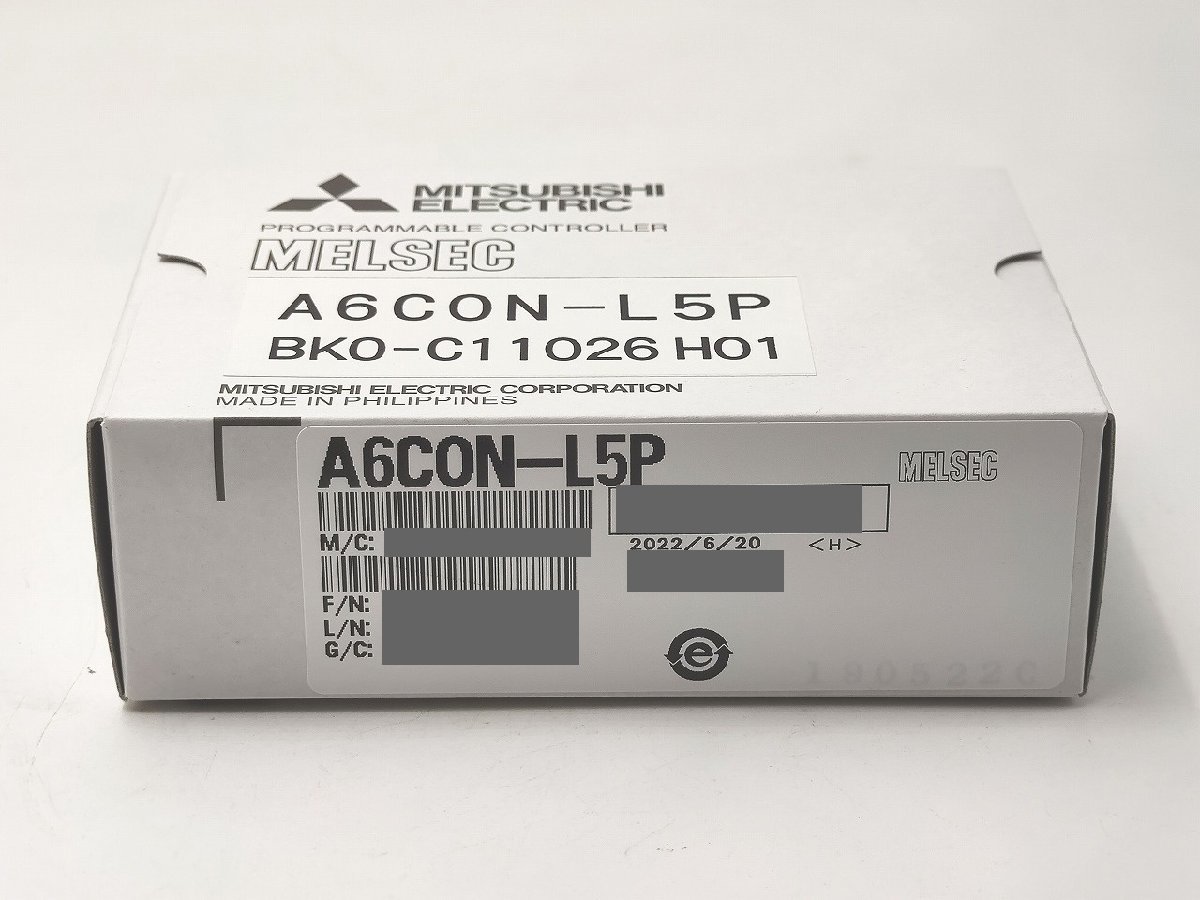 MITSUBISHI
ELECTRIC
PROGRAMMABLE CONTROLLER
MELSEC
A6CON-L5P
BK0-C11026 H01
MITSUBISHI ELECTRIC CORPORATION
MADE IN PHILIPPINES
A6CON-L5P
MELSEC
M/C:
2022/6/20 <H>
F/N:
L/N:
G/C:
e
190522C